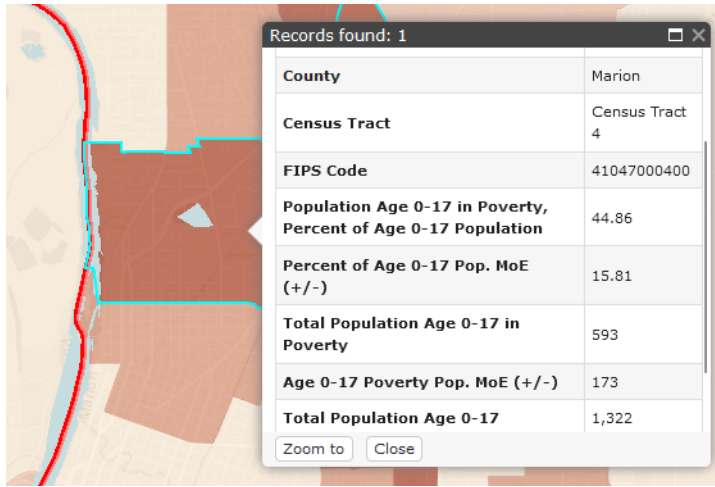 Records found: 1
County Marion
Census Tract Census Tract
4
FIPS Code 41047000400
Population Age 0-17 in Poverty,
Percent of Age 0-17 Population 44.86
Percent of Age 0-17 Pop. MoE
(+/-) 15.81
Total Population Age 0-17 in
Poverty 593
Age 0-17 Poverty Pop. MoE (+/-) 173
Total Population Age 0-17 1,322
Zoom to Close